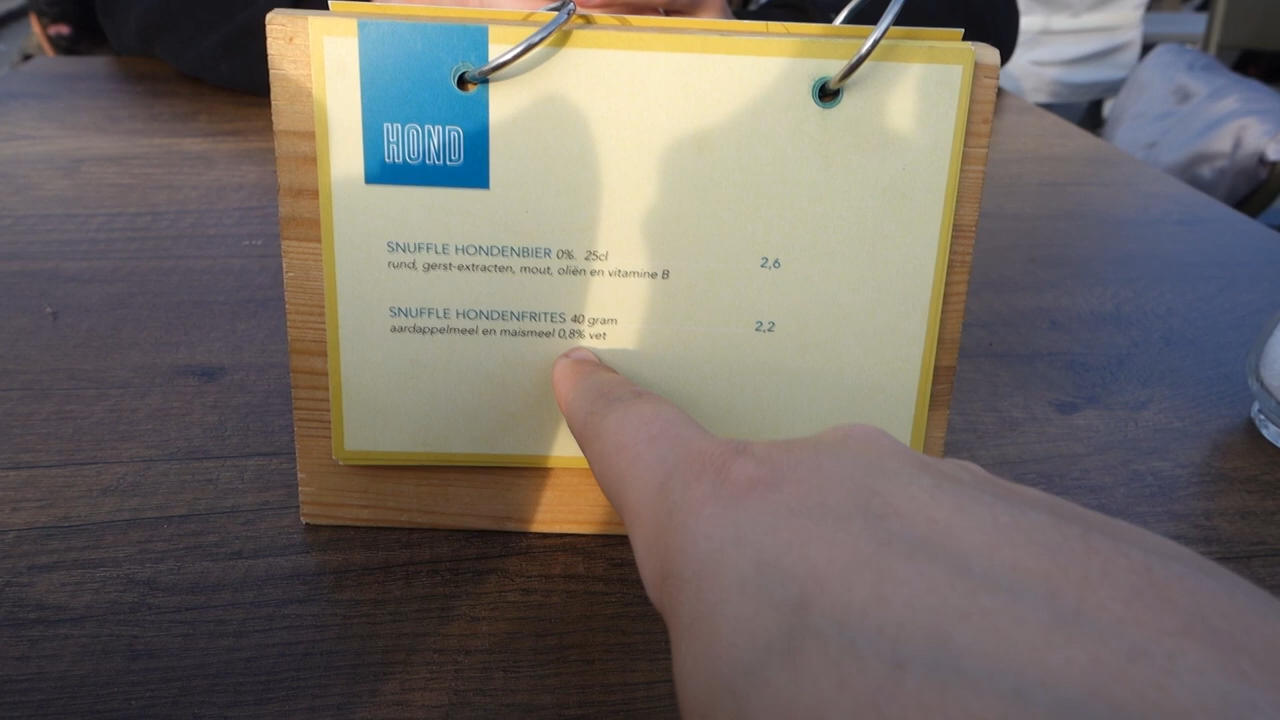 HOND
SNUFFLE HONDENBIER 0%. 25cl
rund, gerst-extracten, mout, oliën en vitamine B
2,6
SNUFFLE HONDENFRITES 40 gram
aardappelmeel en maismeel 0,8% vet
2,2